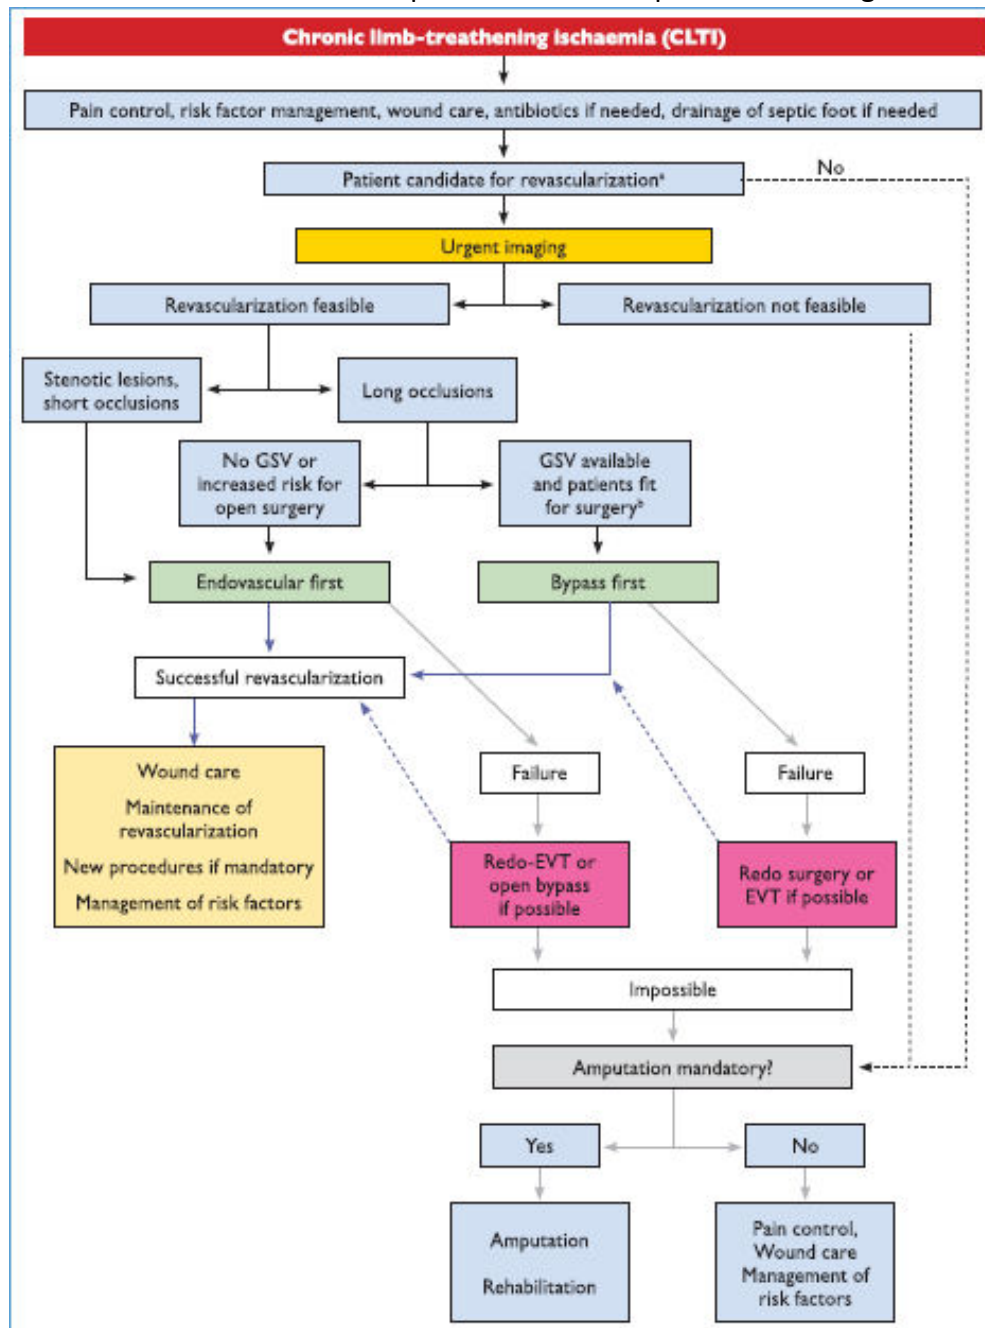 Chronic limb-treathening ischaemia (CLTI)
Pain control, risk factor management, wound care, antibiotics if needed, drainage of septic foot if needed
Patient candidate for revascularizationª
No
Urgent imaging
Revascularization feasible
Revascularization not feasible
Stenotic lesions,
short occlusions
Long occlusions
No GSV or
increased risk for
open surgery
GSV available
and patients fit
for surgeryᵇ
Endovascular first
Bypass first
Successful revascularization
Wound care
Maintenance of
revascularization
New procedures if mandatory
Management of risk factors
Failure
Failure
Redo-EVT or
open bypass
if possible
Redo surgery or
EVT if possible
Impossible
Amputation mandatory?
Yes
No
Amputation
Rehabilitation
Pain control,
Wound care
Management of
risk factors